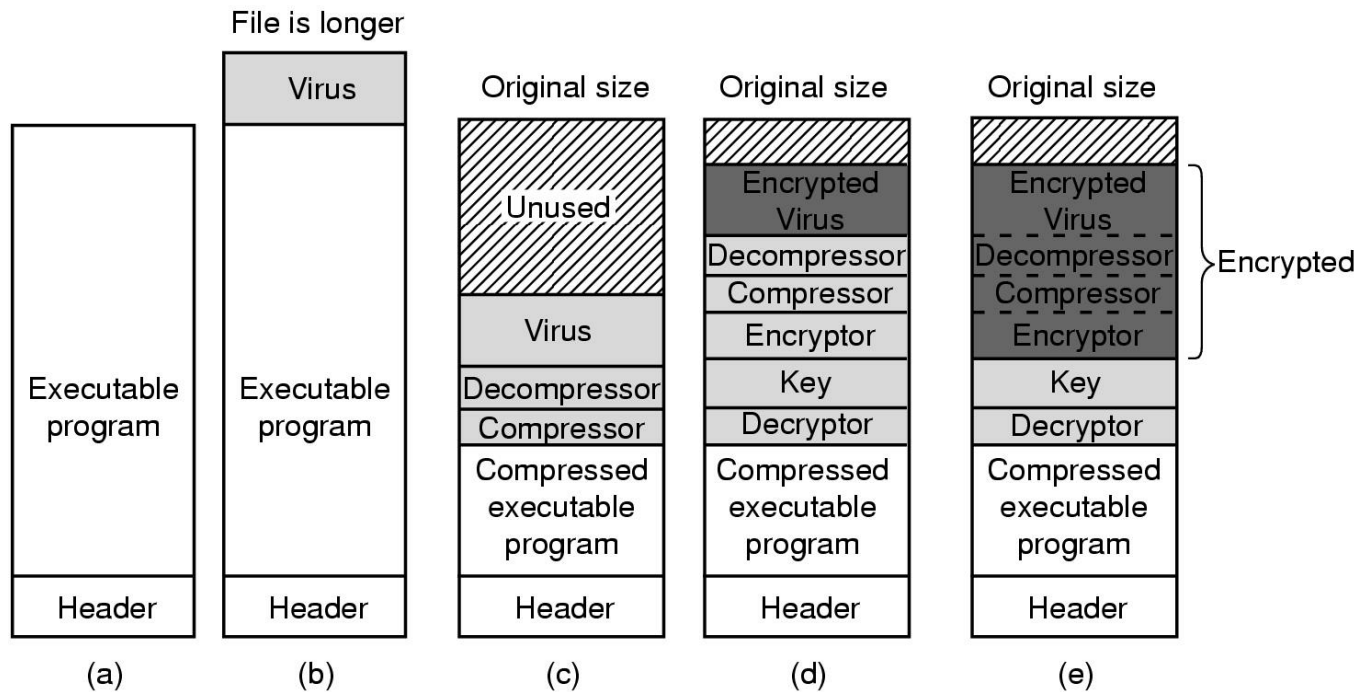 File is longer
Virus
Executable
program
Header
(a)
Executable
program
Header
(b)
Original size
Unused
Virus
Decompressor
Compressor
Compressed
executable
program
Header
(c)
Original size
Encrypted
Virus
Decompressor
Compressor
Encryptor
Key
Decryptor
Compressed
executable
program
Header
(d)
Original size
Encrypted
Virus
Decompressor
Compressor
Encryptor
Key
Decryptor
Compressed
executable
program
Header
(e)
Encrypted